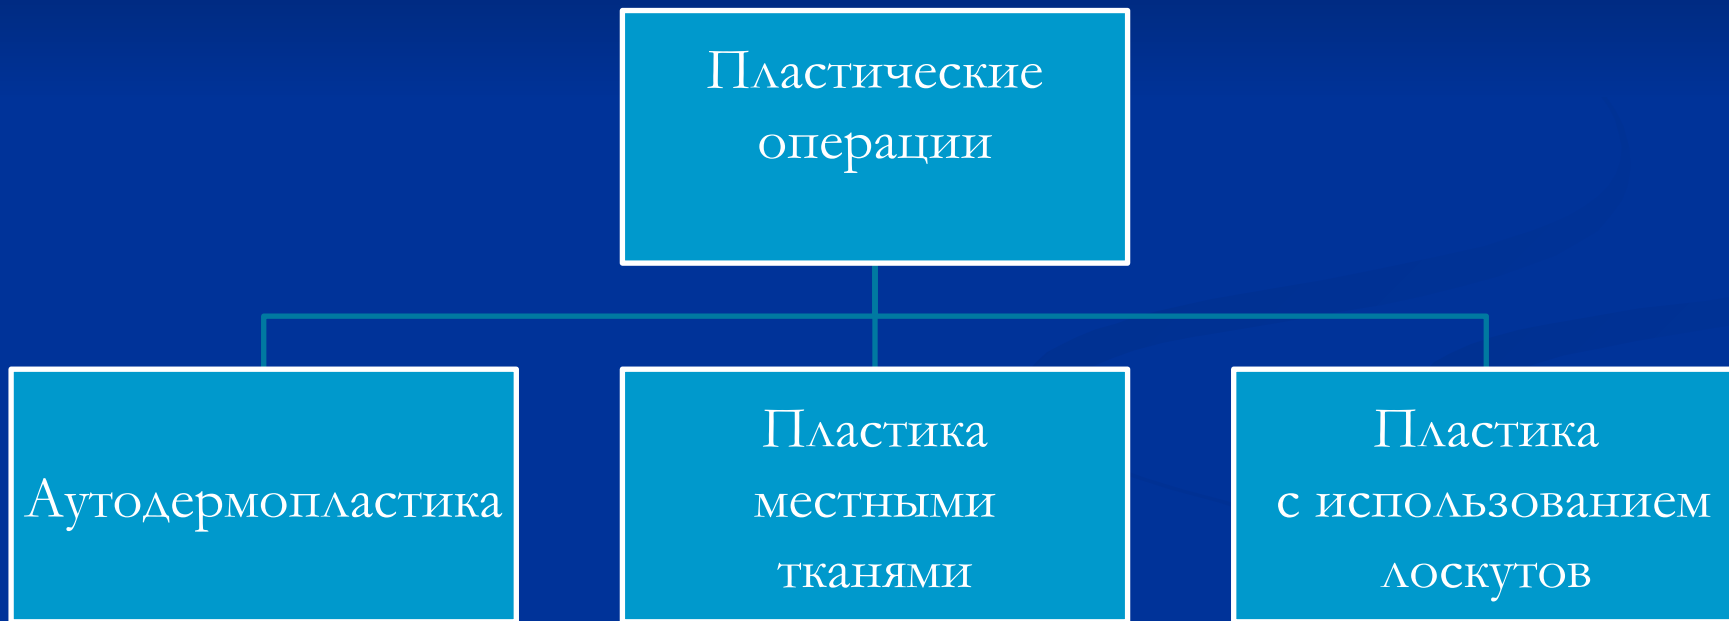 Пластические
операции
Аутодермопластика
Пластика
местными
тканями
Пластика
с использованием
лоскутов